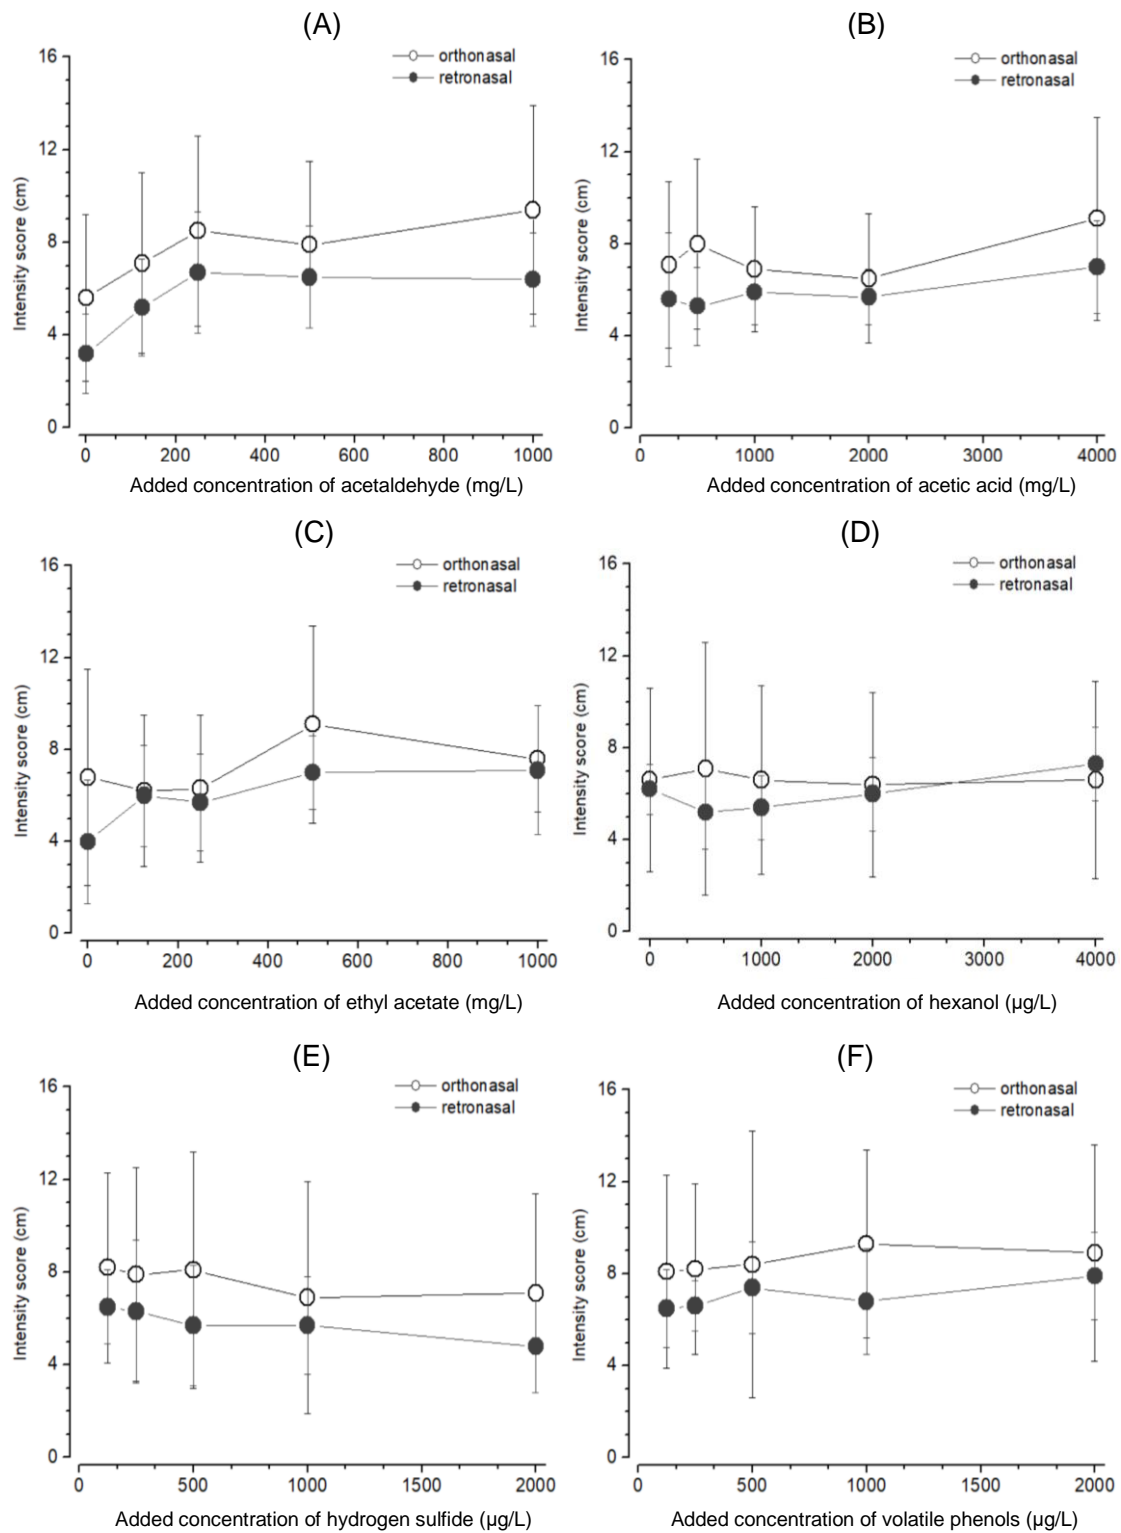 (A)
orthonasal
retronasal
16
12
8
4
0
Intensity score (cm)
0 200 400 600 800 1000
Added concentration of acetaldehyde (mg/L)
(B)
orthonasal
retronasal
16
12
8
4
0
Intensity score (cm)
0 1000 2000 3000 4000
Added concentration of acetic acid (mg/L)
(C)
orthonasal
retronasal
16
12
8
4
0
Intensity score (cm)
0 200 400 600 800 1000
Added concentration of ethyl acetate (mg/L)
(D)
orthonasal
retronasal
16
12
8
4
0
Intensity score (cm)
0 1000 2000 3000 4000
Added concentration of hexanol (µg/L)
(E)
orthonasal
retronasal
16
12
8
4
0
Intensity score (cm)
0 500 1000 1500 2000
Added concentration of hydrogen sulfide (µg/L)
(F)
orthonasal
retronasal
16
12
8
4
0
Intensity score (cm)
0 500 1000 1500 2000
Added concentration of volatile phenols (µg/L)